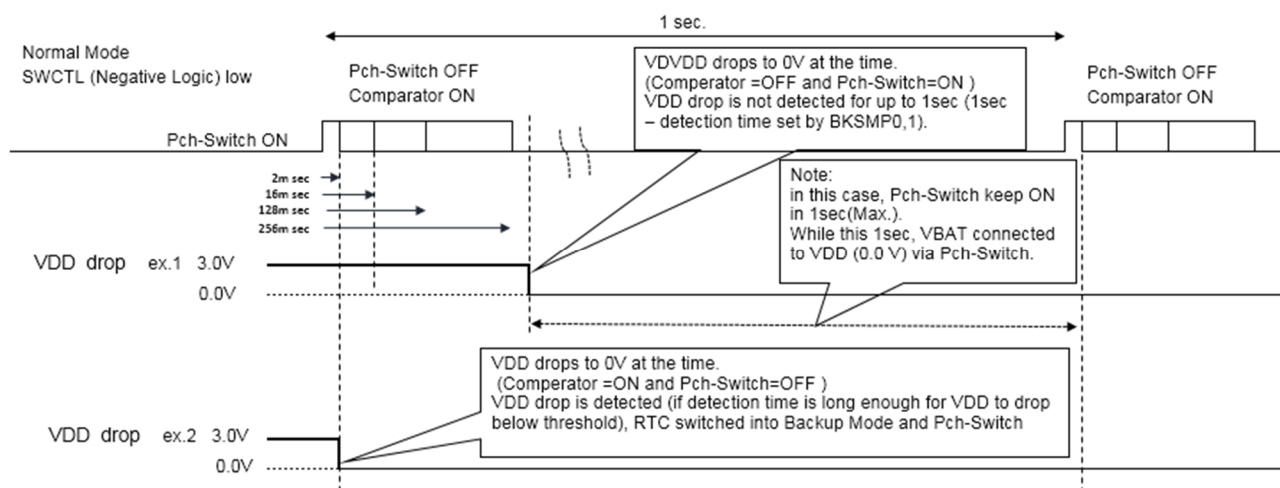 1 sec.
Normal Mode
SWCTL (Negative Logic) low
Pch-Switch OFF
Comparator ON
VDVDD drops to 0V at the time.
(Comperator =OFF and Pch-Switch=ON )
VDD drop is not detected for up to 1sec (1sec
– detection time set by BKSMP0,1).
Pch-Switch OFF
Comparator ON
Pch-Switch ON
2m sec
16m sec
128m sec
256m sec
Note:
in this case, Pch-Switch keep ON
in 1sec(Max.).
While this 1sec, VBAT connected
to VDD (0.0 V) via Pch-Switch.
VDD drop ex.1 3.0V
0.0V
VDD drops to 0V at the time.
(Comperator =ON and Pch-Switch=OFF )
VDD drop is detected (if detection time is long enough for VDD to drop
below threshold), RTC switched into Backup Mode and Pch-Switch
VDD drop ex.2 3.0V
0.0V